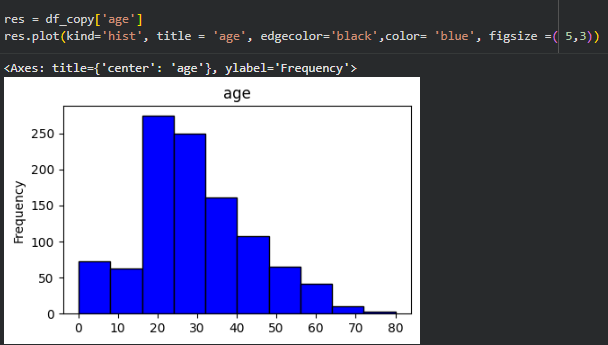 res = df_copy['age']
res.plot(kind='hist', title = 'age', edgecolor='black',color= 'blue', figsize =( 5,3))
<Axes: title={'center': 'age'}, ylabel='Frequency'>
age
250
200
150
100
50
0
Frequency
0 10 20 30 40 50 60 70 80